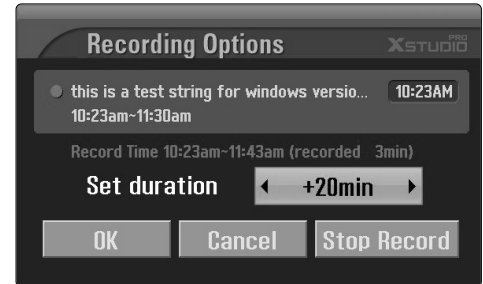 Recording Options
XSTUDIO PRO
this is a test string for windows versio... 10:23AM
10:23am~11:30am
Record Time 10:23am~11:43am (recorded 3min)
Set duration +20min
OK Cancel Stop Record